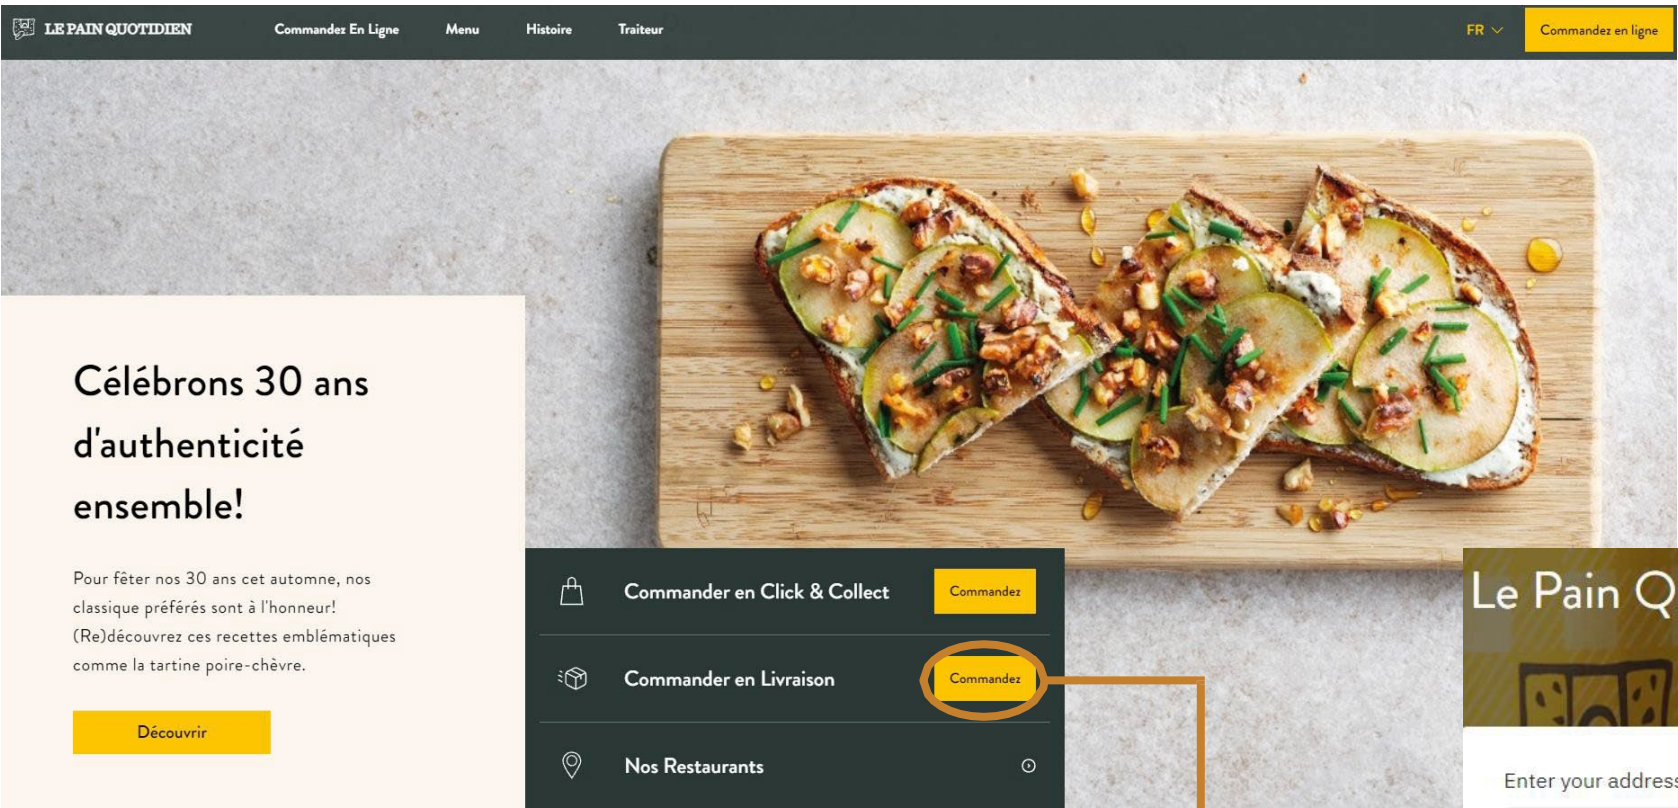 LE PAIN QUOTIDIEN
Commandez En Ligne
Menu
Histoire
Traiteur
FR
Commandez en ligne
Célébrons 30 ans
d'authenticité
ensemble!
Pour fêter nos 30 ans cet automne, nos
classique préférés sont à l'honneur!
(Re)découvrez ces recettes emblématiques
comme la tartine poire-chèvre.
Découvrir
Commander en Click & Collect
Commandez
Commander en Livraison
Commandez
Nos Restaurants
Le Pain Q
Enter your address